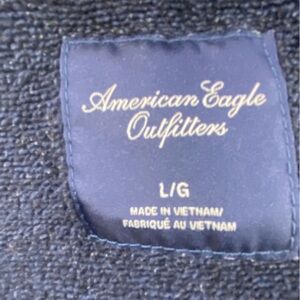 American Eagle
Outfitters
L/G
MADE IN VIETNAM/
FABRIQUÉ AU VIETNAM